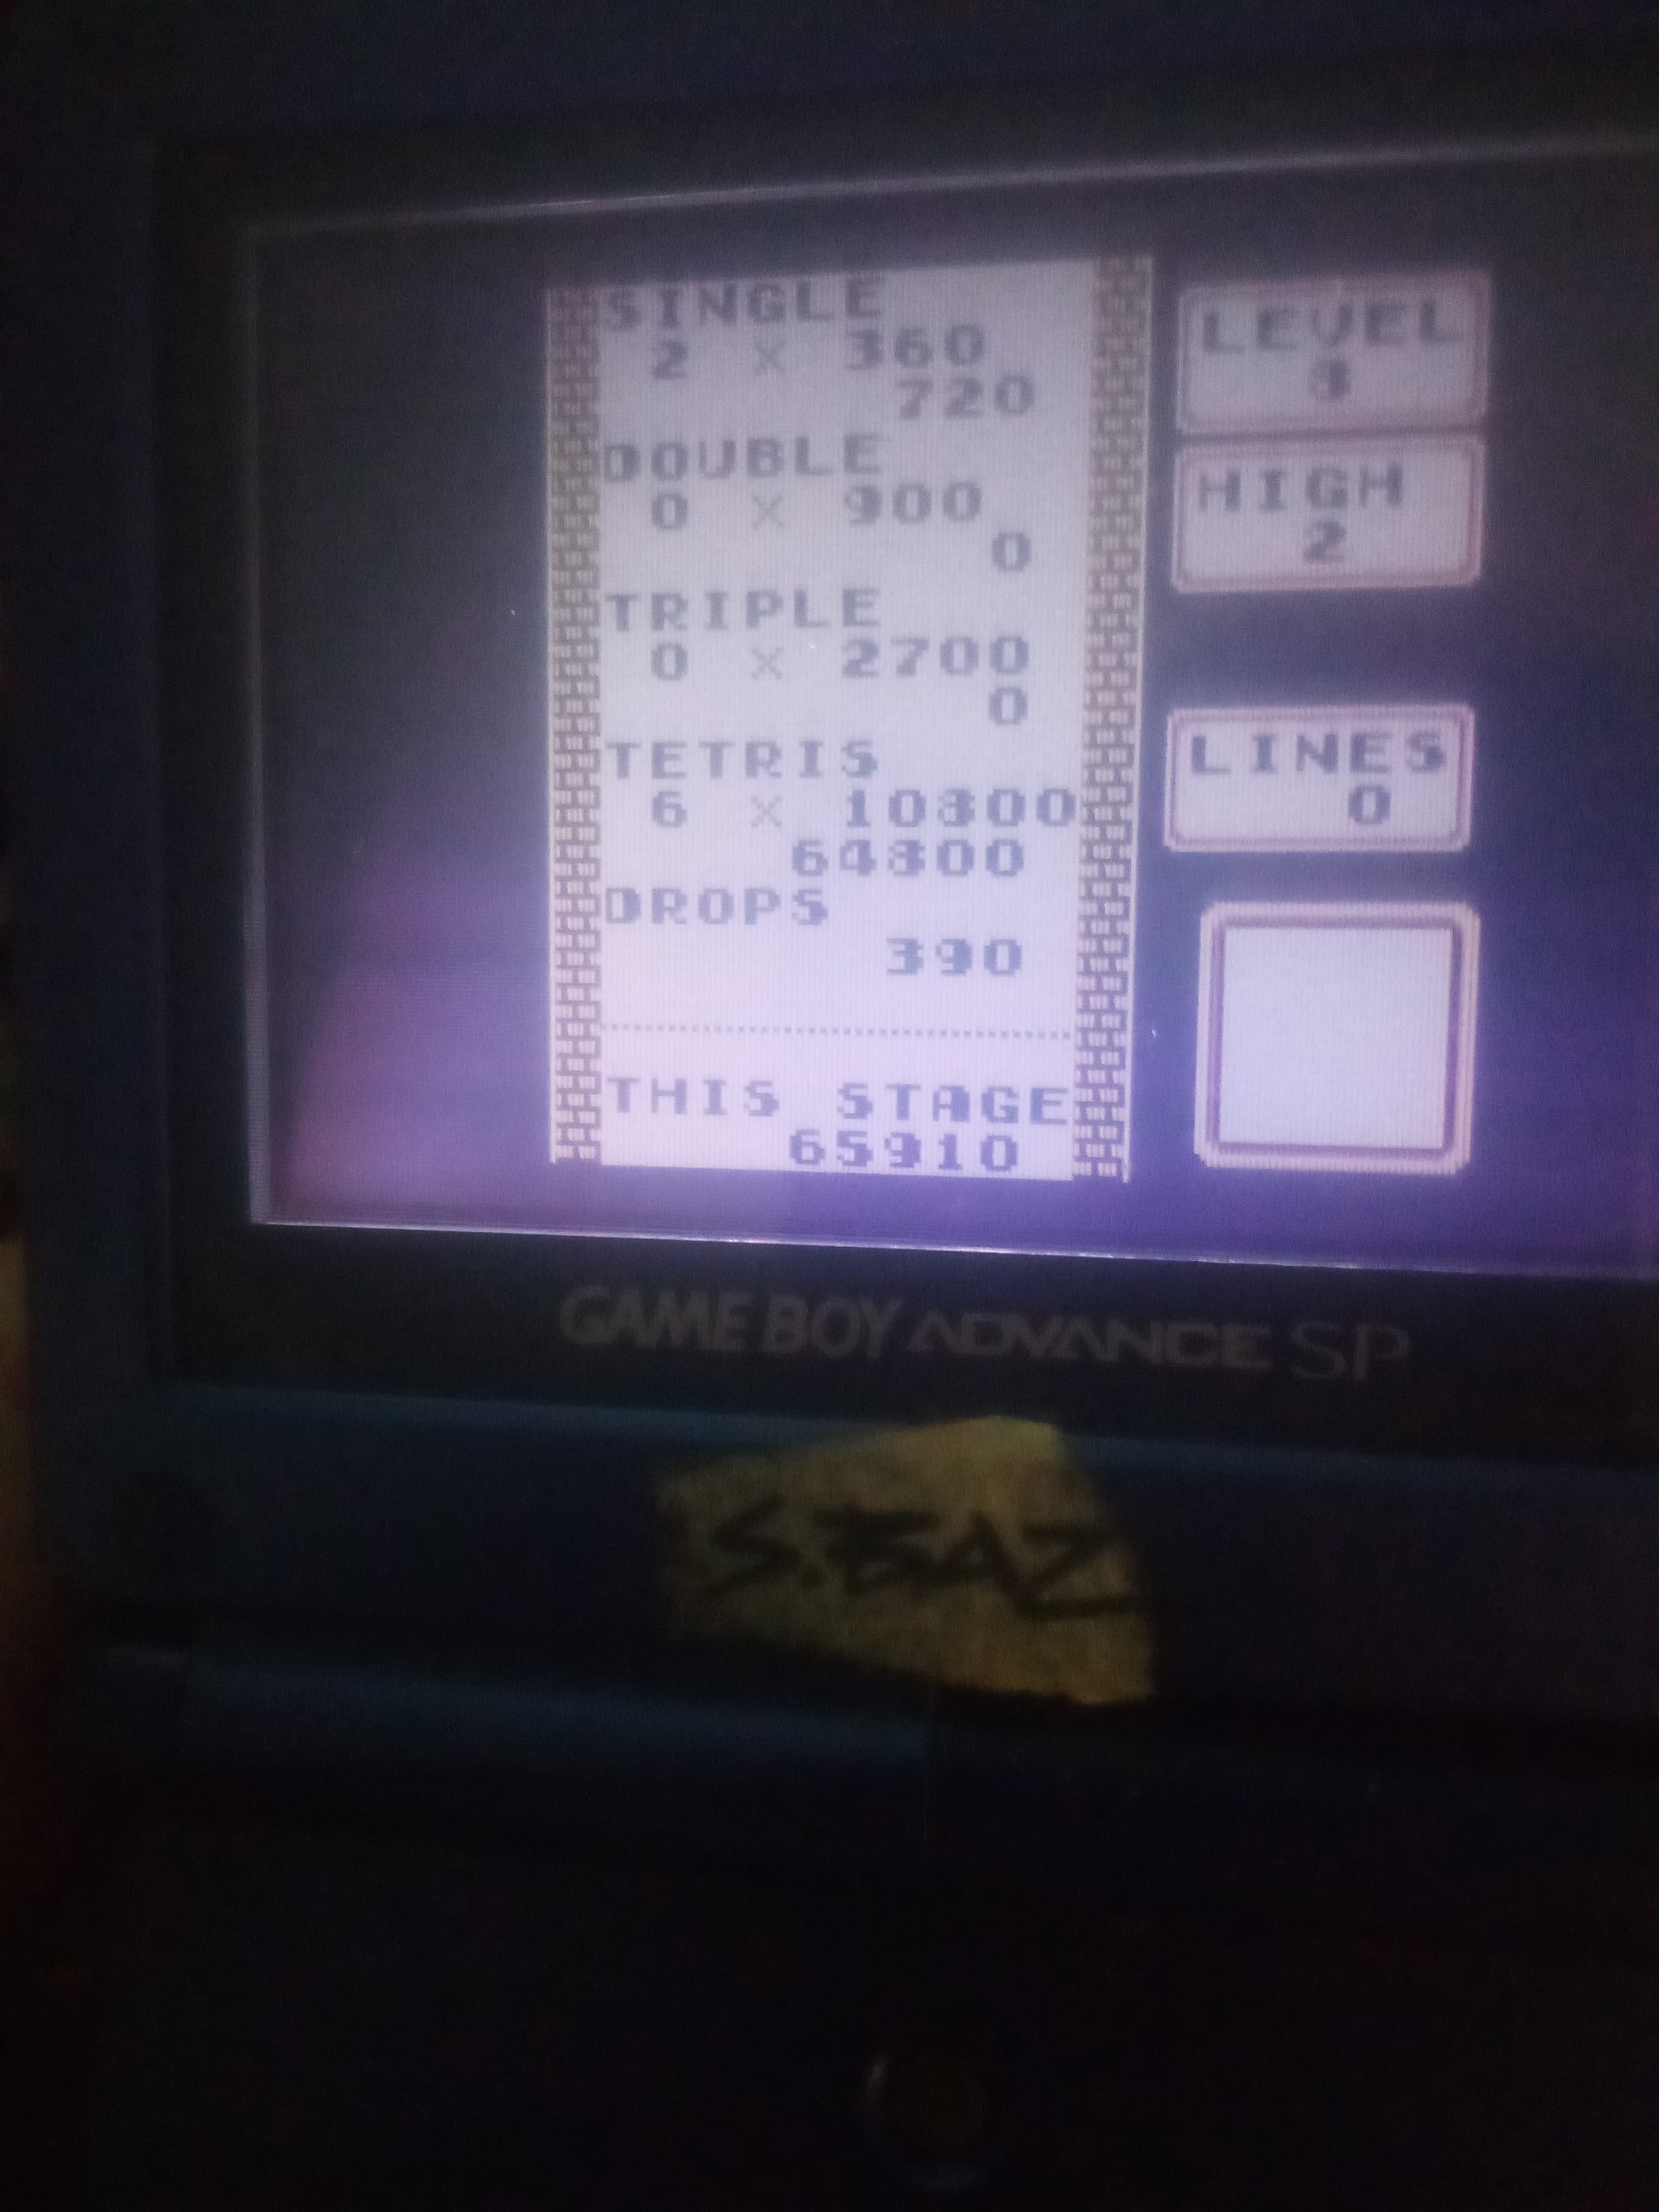 SINGLE
2 X 360
720
DOUBLE
0 X 900
0
TRIPLE
0 X 2700
0
TETRIS
6 X 10800
64800
DROPS
390
THIS STAGE
65910
LEVEL
8
HIGH
2
LINES
0
GAME BOY ADVANCE SP
S.BAZ